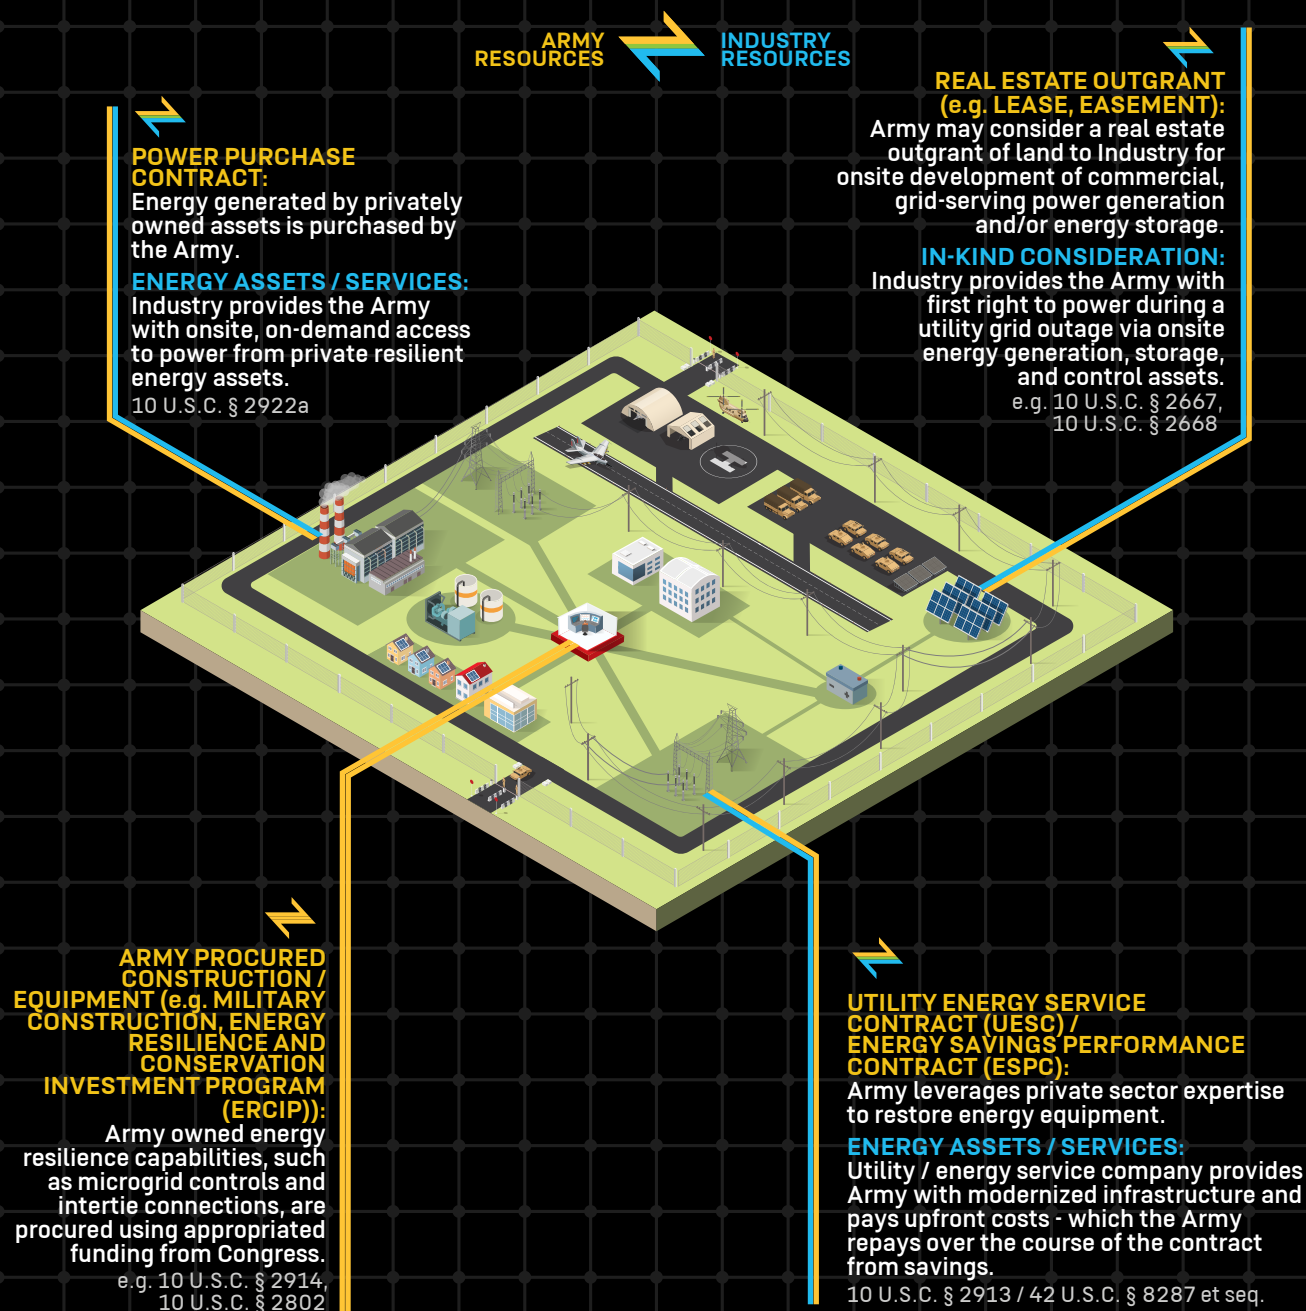 ARMY
RESOURCES
INDUSTRY
RESOURCES
POWER PURCHASE
CONTRACT:
Energy generated by privately
owned assets is purchased by
the Army.
ENERGY ASSETS / SERVICES:
Industry provides the Army
with onsite, on-demand access
to power from private resilient
energy assets.
10 U.S.C. § 2922a
REAL ESTATE OUTGRANT
(e.g. LEASE, EASEMENT):
Army may consider a real estate
outgrant of land to Industry for
onsite development of commercial,
grid-serving power generation
and/or energy storage.
IN-KIND CONSIDERATION:
Industry provides the Army with
first right to power during a
utility grid outage via onsite
energy generation, storage,
and control assets.
e.g. 10 U.S.C. § 2667,
10 U.S.C. § 2668
H
ARMY PROCURED
CONSTRUCTION /
EQUIPMENT (e.g. MILITARY
CONSTRUCTION, ENERGY
RESILIENCE AND
CONSERVATION
INVESTMENT PROGRAM
(ERCIP)):
Army owned energy
resilience capabilities, such
as microgrid controls and
intertie connections, are
procured using appropriated
funding from Congress.
e.g. 10 U.S.C. § 2914,
10 U.S.C. § 2802
UTILITY ENERGY SERVICE
CONTRACT (UESC) /
ENERGY SAVINGS PERFORMANCE
CONTRACT (ESPC):
Army leverages private sector expertise
to restore energy equipment.
ENERGY ASSETS / SERVICES:
Utility / energy service company provides
Army with modernized infrastructure and
pays upfront costs - which the Army
repays over the course of the contract
from savings.
10 U.S.C. § 2913 / 42 U.S.C. § 8287 et seq.